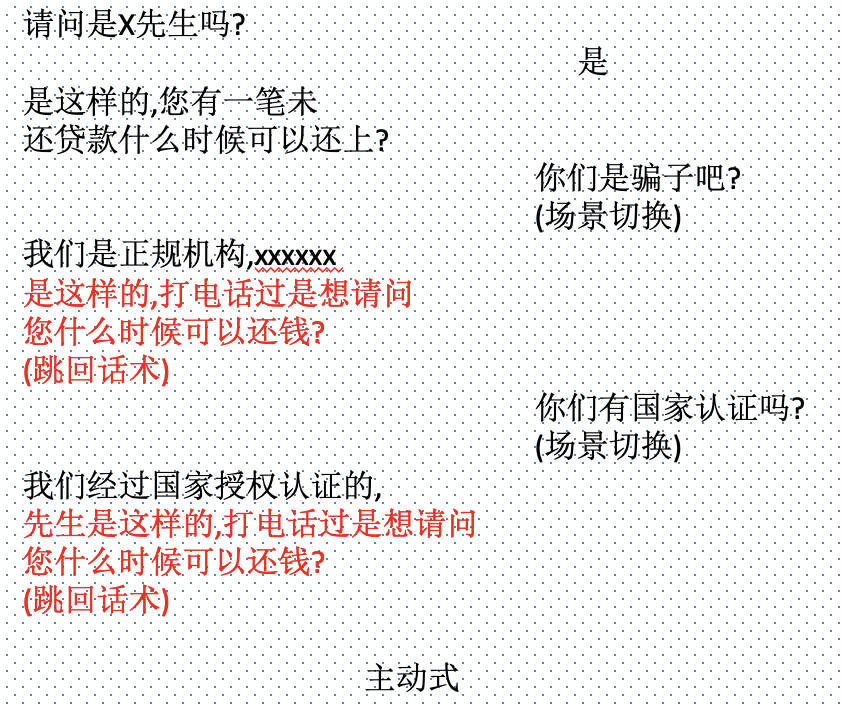 请问是X先生吗?
是
是这样的,您有一笔未
还贷款什么时候可以还上?
你们是骗子吧?
(场景切换)
我们是正规机构,xxxxxx
是这样的,打电话过是想请问
您什么时候可以还钱?
(跳回话术)
你们有国家认证吗?
(场景切换)
我们经过国家授权认证的,
先生是这样的,打电话过是想请问
您什么时候可以还钱?
(跳回话术)
主动式